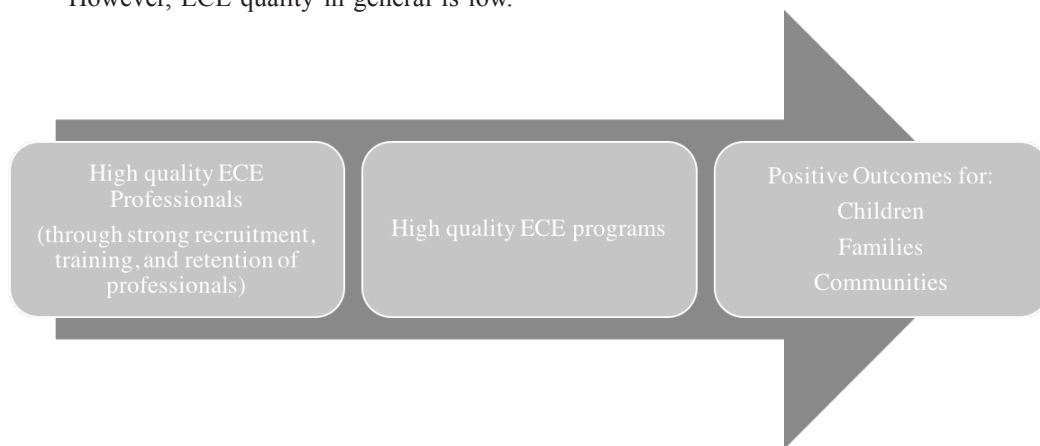 However, ECE quality in general is low.
High quality ECE
Professionals
(through strong recruitment,
training, and retention of
professionals)
High quality ECE programs
Positive Outcomes for:
Children
Families
Communities